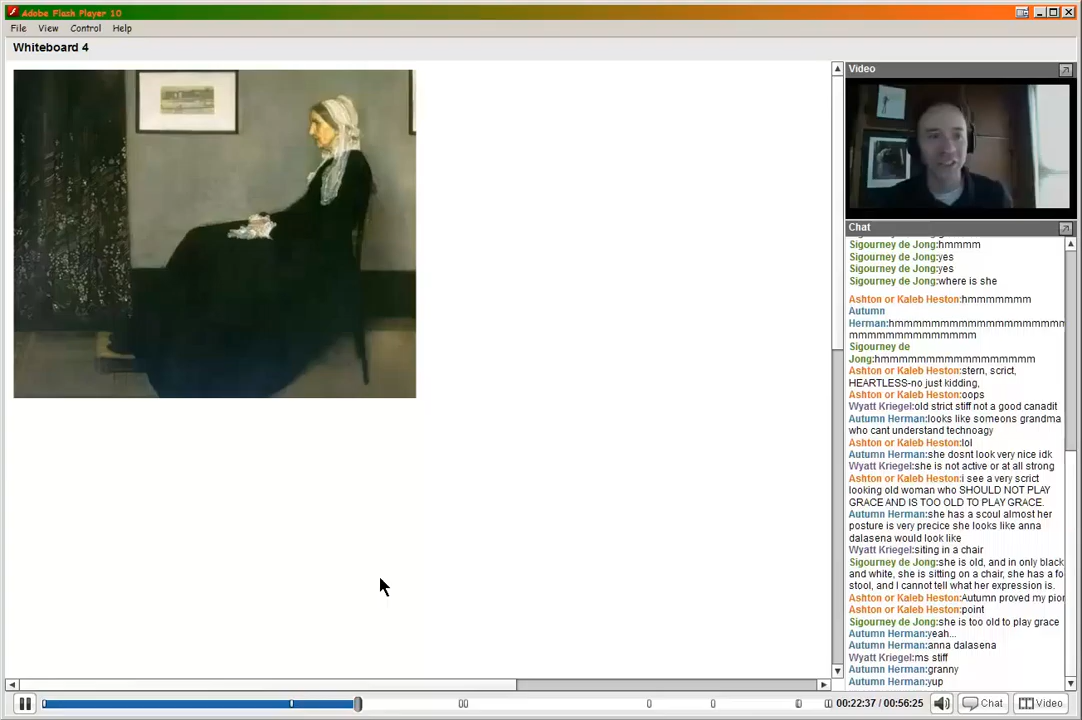 Adobe Flash Player 10
File View Control Help
Whiteboard 4
Video
Chat
Sigourney de Jong:hmmmm
Sigourney de Jong:yes
Sigourney de Jong:yes
Sigourney de Jong:where is she
Ashton or Kaleb Heston:hmmmmmmm
Autumn
Herman:hmmmmmmmmmmmmmmmmmmmm
mmmmmmmmmmmmmm
Sigourney de
Jong:hmmmmmmmmmmmmmmmmm
Ashton or Kaleb Heston:stern, scrict,
HEARTLESS-no just kidding,
Ashton or Kaleb Heston:oops
Wyatt Kriegel:old strict stiff not a good canadit
Autumn Herman:looks like someons grandma
who cant understand technoagy
Ashton or Kaleb Heston:lol
Autumn Herman:she dosnt look very nice idk
Wyatt Kriegel:she is not active or at all strong
Ashton or Kaleb Heston:i see a very scrict
looking old woman who SHOULD NOT PLAY
GRACE AND IS TOO OLD TO PLAY GRACE.
Autumn Herman:she has a scoul almost her
posture is very precice she looks like anna
dalasena would look like
Wyatt Kriegel:siting in a chair
Sigourney de Jong:she is old, and in only black
and white, she is sitting on a chair, she has a fo
stool, and I cannot tell what her expression is.
Ashton or Kaleb Heston:Autumn proved my pior
Ashton or Kaleb Heston:point
Sigourney de Jong:she is too old to play grace
Autumn Herman:yeah...
Autumn Herman:anna dalasena
Wyatt Kriegel:ms stiff
Autumn Herman:granny
Autumn Herman:yup
00:22:37 / 00:56:25 Chat Video